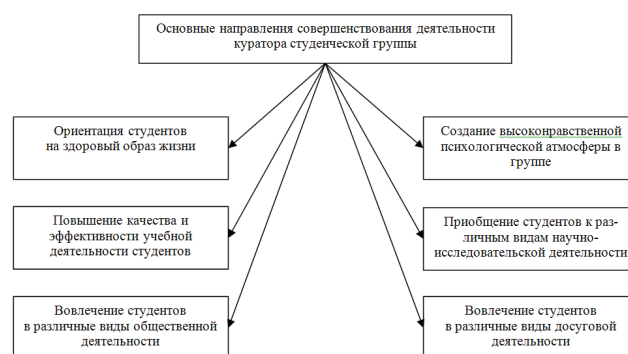 Основные направления совершенствования деятельности
куратора студенческой группы
Ориентация студентов
на здоровый образ жизни
Создание высоконравственной
психологической атмосферы в
группе
Повышение качества и
эффективности учебной
деятельности студентов
Приобщение студентов к раз-
личным видам научно-
исследовательской деятельности
Вовлечение студентов
в различные виды общественной
деятельности
Вовлечение студентов
в различные виды досуговой
деятельности